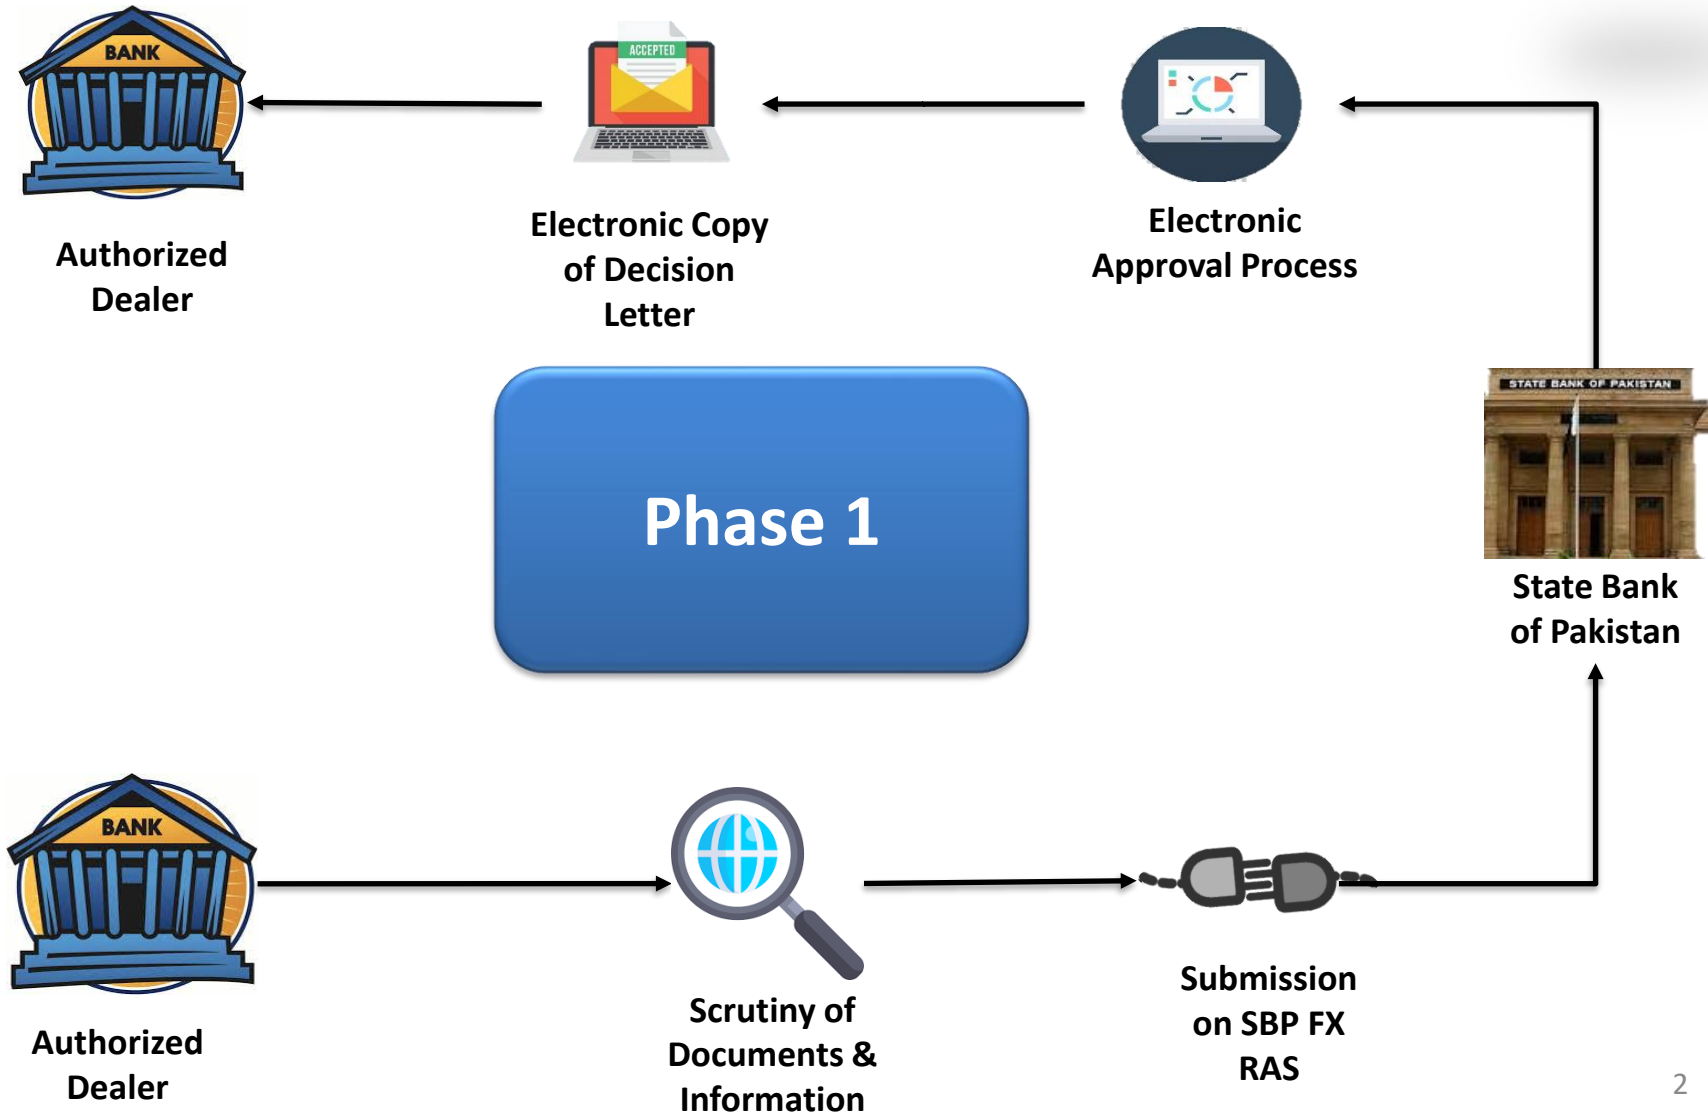 BANK
Authorized
Dealer
ACCEPTED
Electronic Copy
of Decision
Letter
Electronic
Approval Process
Phase 1
STATE BANK OF PAKISTAN
State Bank
of Pakistan
BANK
Authorized
Dealer
Scrutiny of
Documents &
Information
Submission
on SBP FX
RAS
2